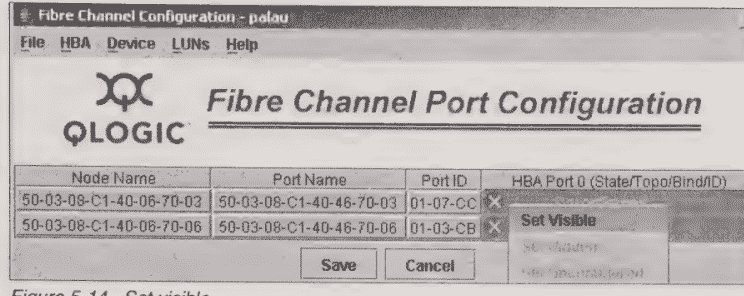 Fibre Channel Configuration - palau
File HBA Device LUNs Help
QLOGIC
Fibre Channel Port Configuration
Node Name Port Name Port ID HBA Port 0 (State/Topo/Bind/ID)
50-03-08-C1-40-06-70-03 50-03-08-C1-40-46-70-03 01-07-CC
50-03-08-C1-40-06-70-06 50-03-08-C1-40-46-70-06 01-03-CB
Set Visible
Save Cancel
Figure 5-14 Set visible